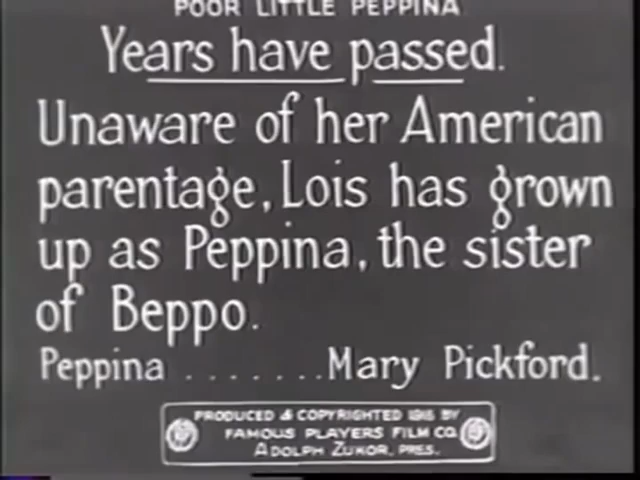 POOR LITTLE PEPPINA
Years have passed.
Unaware of her American
parentage, Lois has grown
up as Peppina, the sister
of Beppo.
Peppina .......Mary Pickford.
PRODUCED & COPYRIGHTED 1916 BY
FAMOUS PLAYERS FILM CO.
ADOLPH ZUKOR, PRES.